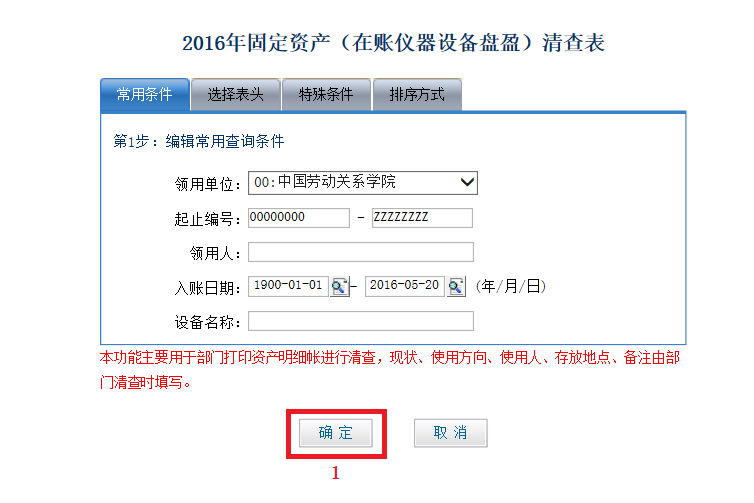 2016年固定资产（在账仪器设备盘盈）清查表
常用条件 选择表头 特殊条件 排序方式
第1步：编辑常用查询条件
领用单位： 00:中国劳动关系学院
起止编号： 00000000 - ZZZZZZZZ
领用人：
入账日期： 1900-01-01 - 2016-05-20 (年/月/日)
设备名称：
本功能主要用于部门打印资产明细帐进行清查，现状、使用方向、使用人、存放地点、备注由部
门清查时填写。
确 定 取 消
1